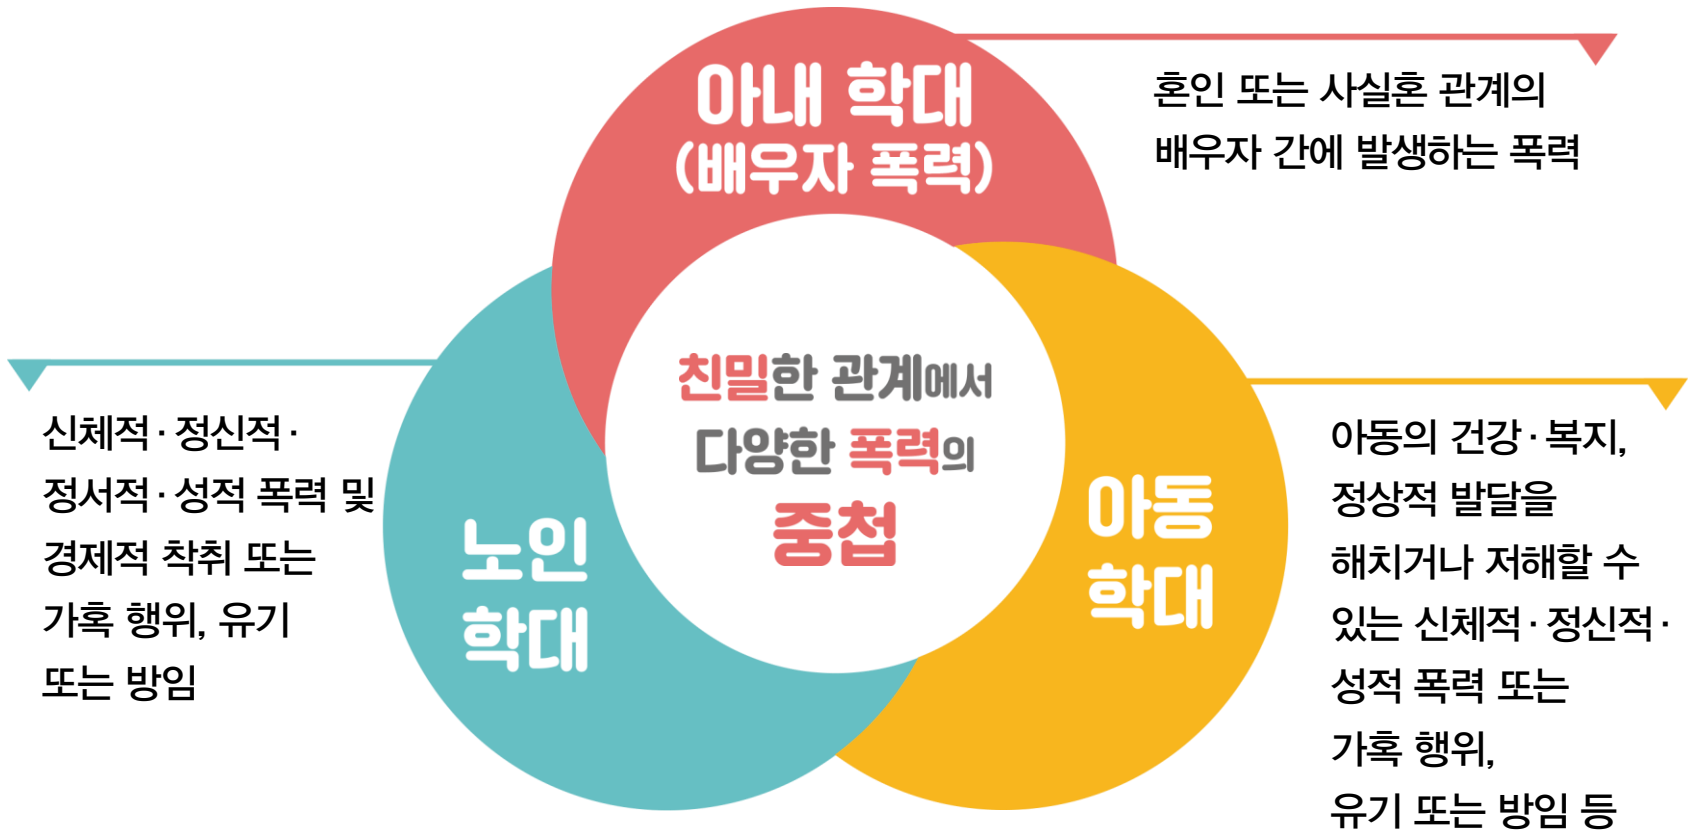 아내 학대
(배우자 폭력)
혼인 또는 사실혼 관계의
배우자 간에 발생하는 폭력
친밀한 관계에서
다양한 폭력의
중첩
노인
학대
신체적·정신적·
정서적·성적 폭력 및
경제적 착취 또는
가혹 행위, 유기
또는 방임
아동
학대
아동의 건강·복지,
정상적 발달을
해치거나 저해할 수
있는 신체적·정신적·
성적 폭력 또는
가혹 행위,
유기 또는 방임 등